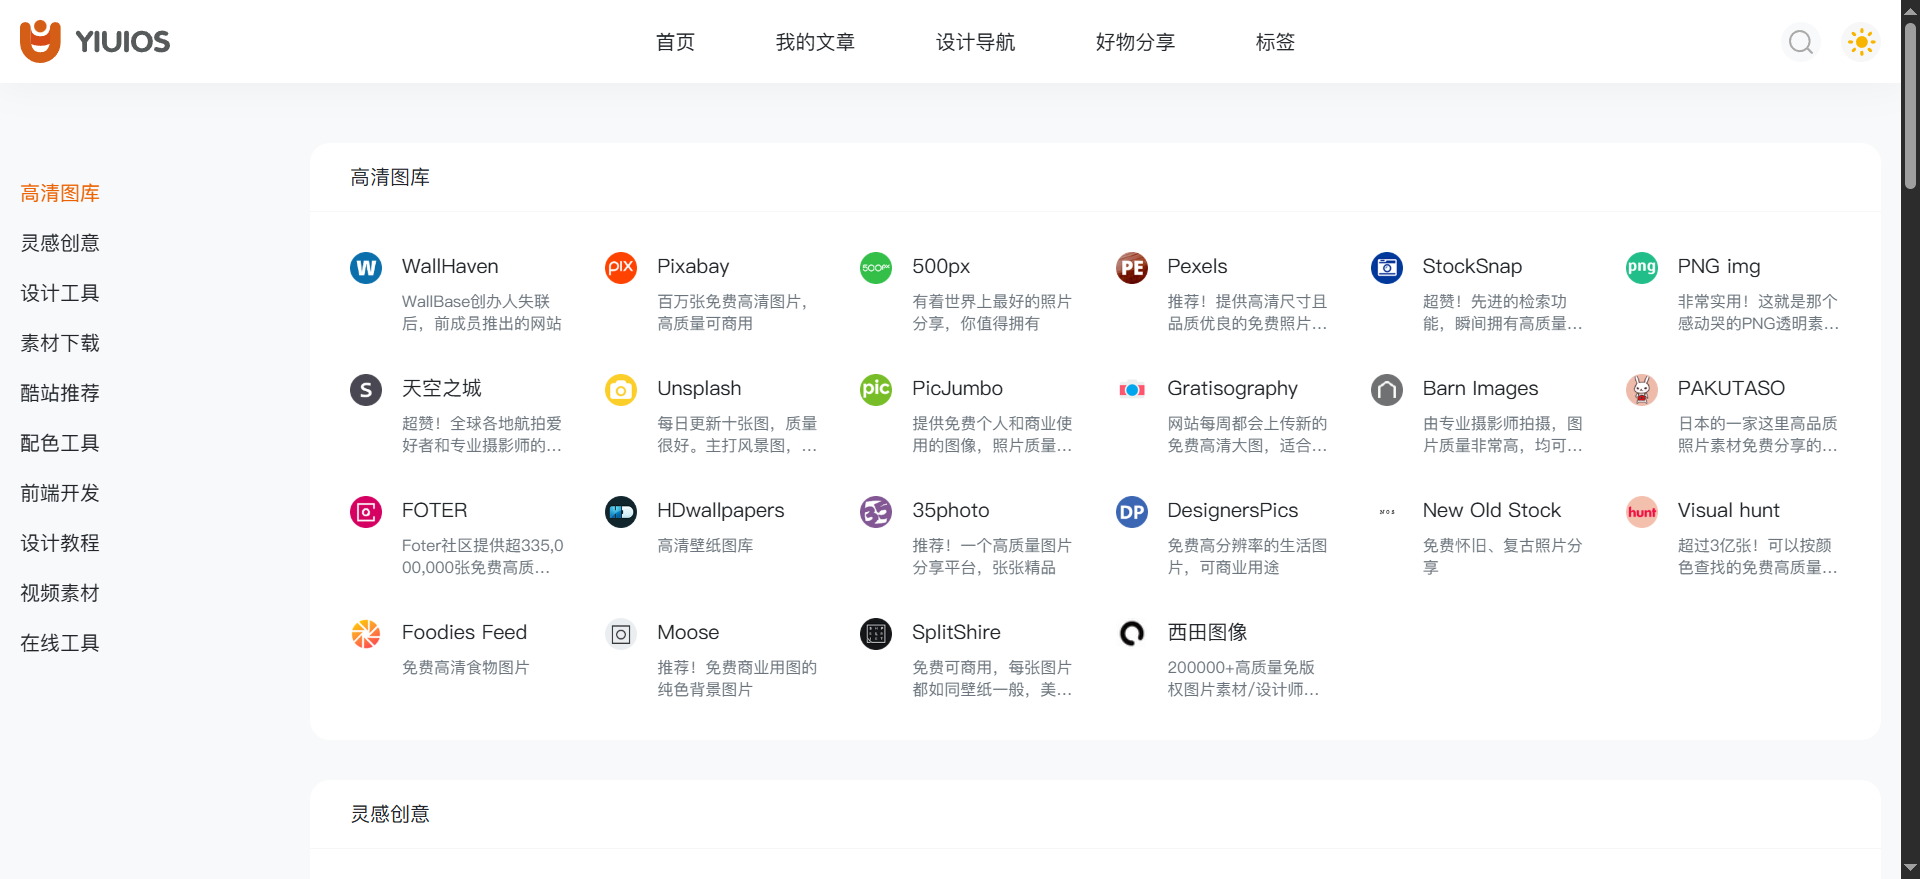 YIUIOS
首页
我的文章
设计导航
好物分享
标签
高清图库
灵感创意
设计工具
素材下载
酷站推荐
配色工具
前端开发
设计教程
视频素材
在线工具
高清图库
W
WallHaven
WallBase创办人失联
后，前成员推出的网站
PIX
Pixabay
百万张免费高清图片，
高质量可商用
500px
500px
有着世界上最好的照片
分享，你值得拥有
PE
Pexels
推荐！提供高清尺寸且
品质优良的免费照片...
StockSnap
超赞！先进的检索功
能，瞬间拥有高质量...
png
PNG img
非常实用！这就是那个
感动哭的PNG透明素...
S
天空之城
超赞！全球各地航拍爱
好者和专业摄影师的...
Unsplash
每日更新十张图，质量
很好。主打风景图，...
pic
PicJumbo
提供免费个人和商业使
用的图像，照片质量...
Gratisography
网站每周都会上传新的
免费高清大图，适合...
Barn Images
由专业摄影师拍摄，图
片质量非常高，均可...
PAKUTASO
日本的一家这里高品质
照片素材免费分享的...
FOTER
Foter社区提供超335,0
00,000张免费高质...
HD
HDwallpapers
高清壁纸图库
35
35photo
推荐！一个高质量图片
分享平台，张张精品
DP
DesignersPics
免费高分辨率的生活图
片，可商业用途
NOS
New Old Stock
免费怀旧、复古照片分
享
hunt
Visual hunt
超过3亿张！可以按颜
色查找的免费高质量...
Foodies Feed
免费高清食物图片
Moose
推荐！免费商业用图的
纯色背景图片
SplitShire
免费可商用，每张图片
都如同壁纸一般，美...
西田图像
200000+高质量免版
权图片素材/设计师...
灵感创意